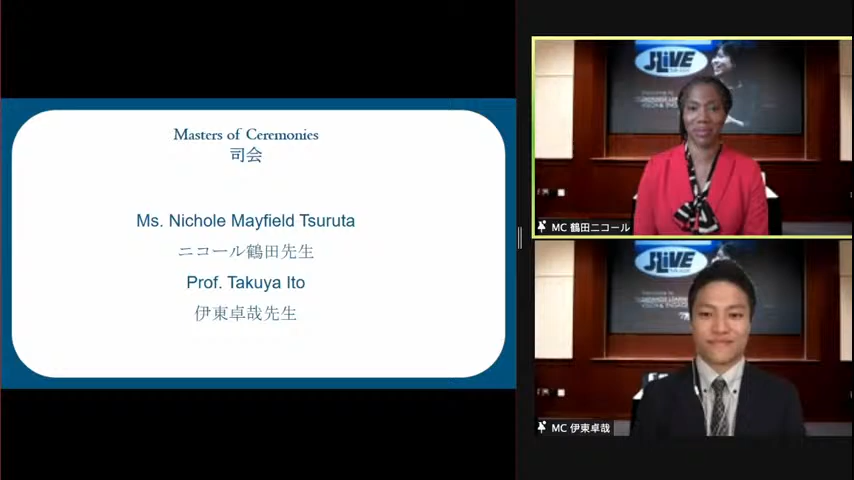 Masters of Ceremonies
司会
Ms. Nichole Mayfield Tsuruta
ニコール鶴田先生
Prof. Takuya Ito
伊東卓哉先生
J-LIVE
MC 鶴田ニコール
J-LIVE
MC 伊東卓哉